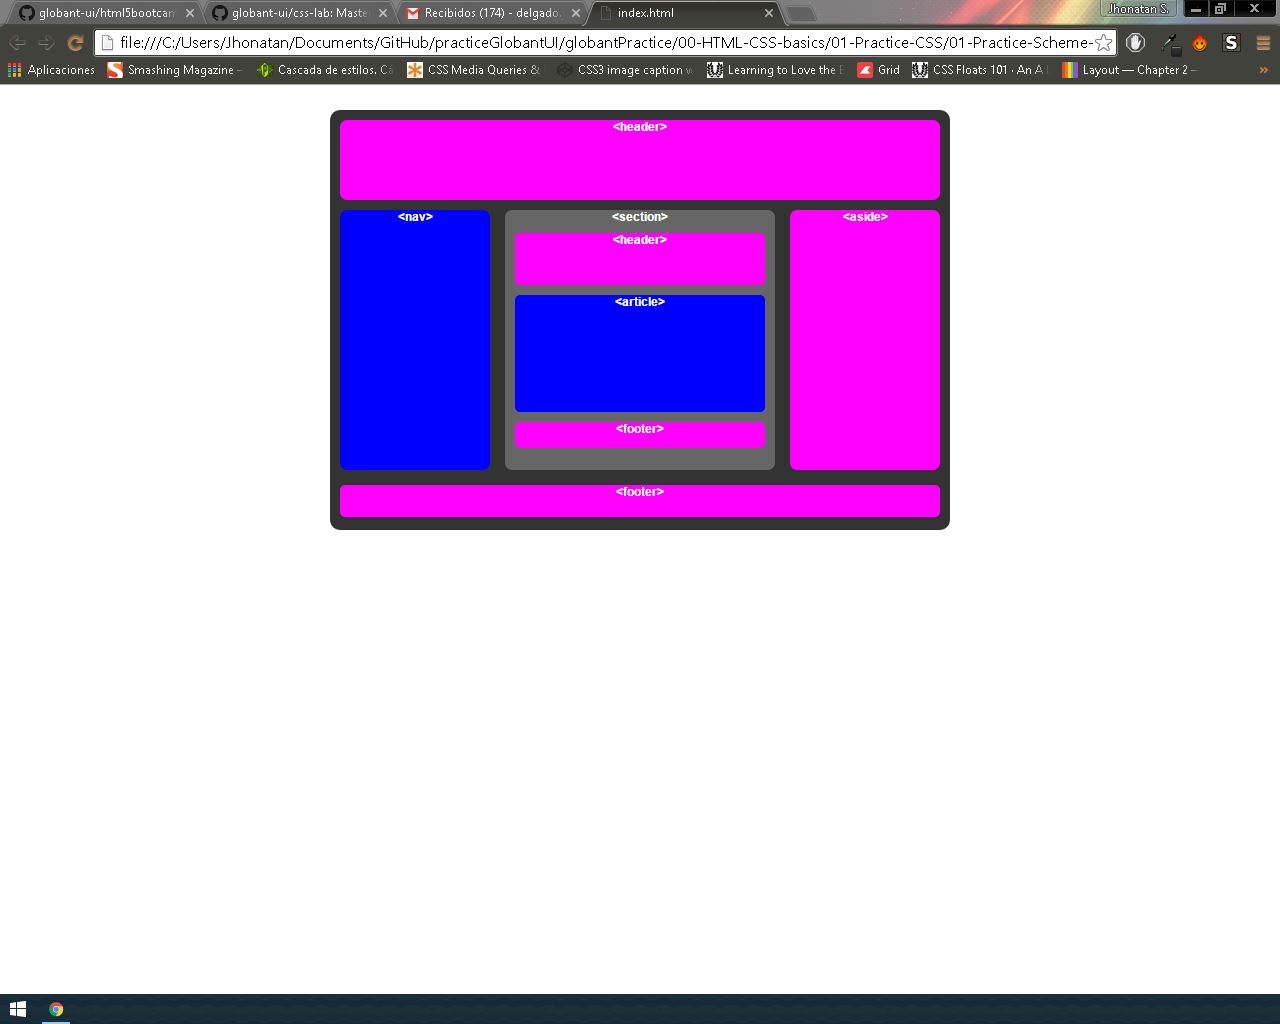 globant-ui/html5bootcam
globant-ui/css-lab: Maste
Recibidos (174) - delgado.
index.html
Jhonatan S.
file:///C:/Users/Jhonatan/Documents/GitHub/practiceGlobantUI/globantPractice/00-HTML-CSS-basics/01-Practice-CSS/01-Practice-Scheme-
Aplicaciones
Smashing Magazine –
Cascada de estilos. Cá
CSS Media Queries &
CSS3 image caption w
Learning to Love the B
Grid
CSS Floats 101 · An A L
Layout — Chapter 2 –
»
<header>
<nav>
<section>
<aside>
<header>
<article>
<footer>
<footer>